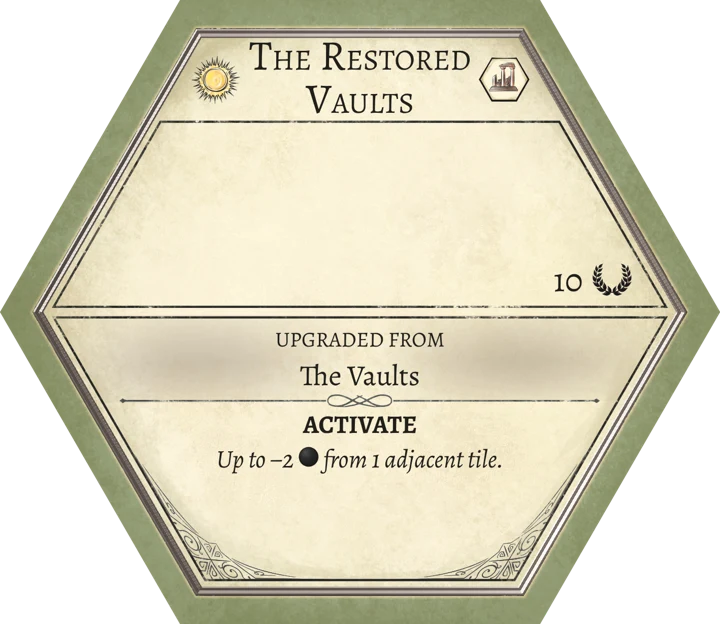 The Restored
Vaults
10
UPGRADED FROM
The Vaults
ACTIVATE
Up to –2 from 1 adjacent tile.